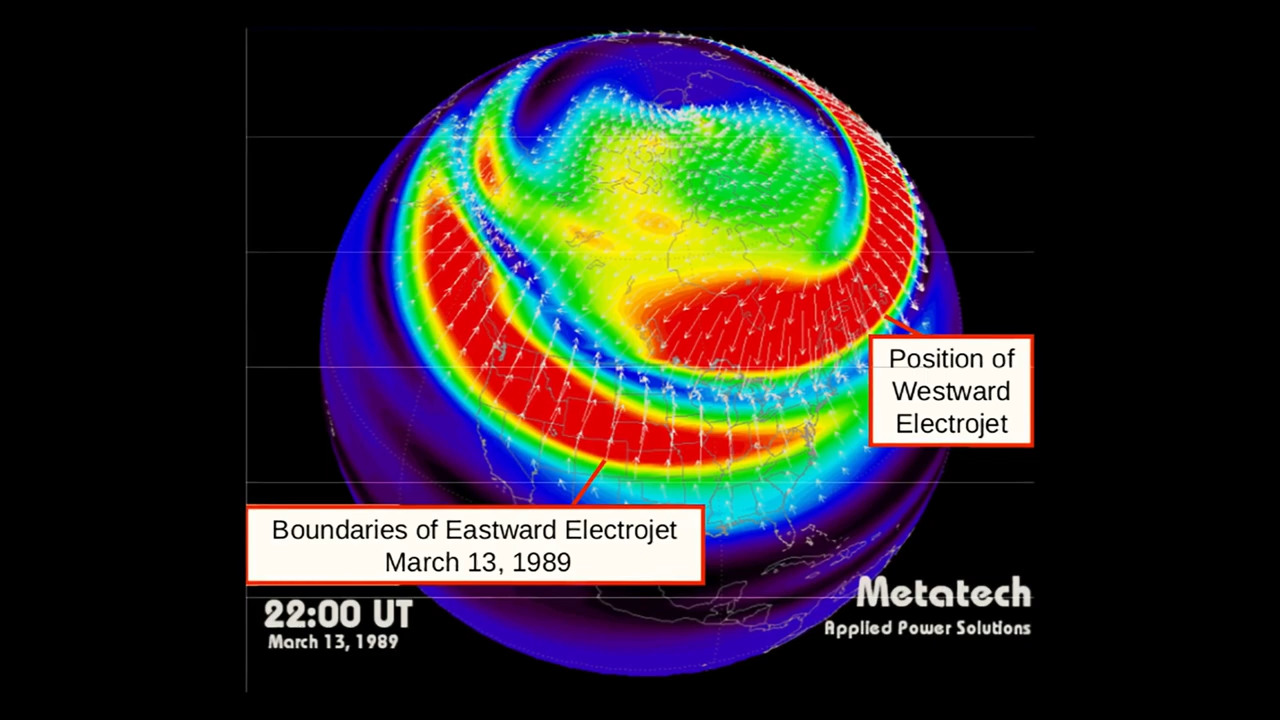 Position of
Westward
Electrojet
Boundaries of Eastward Electrojet
March 13, 1989
22:00 UT
March 13, 1989
Metatech
Applied Power Solutions